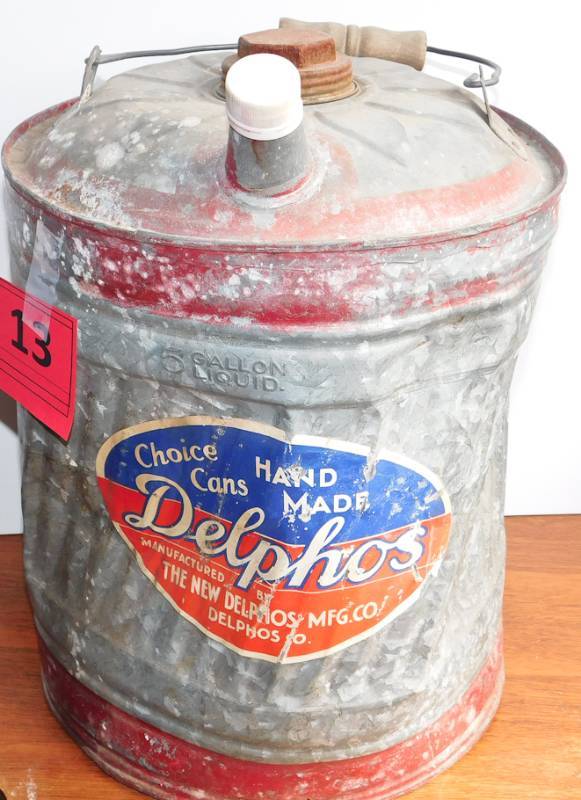 13
5 GALLON
LIQUID.
Choice
Cans
HAND
MADE
Delphos
MANUFACTURED BY
THE NEW DELPHOS MFG. CO.
DELPHOS O.